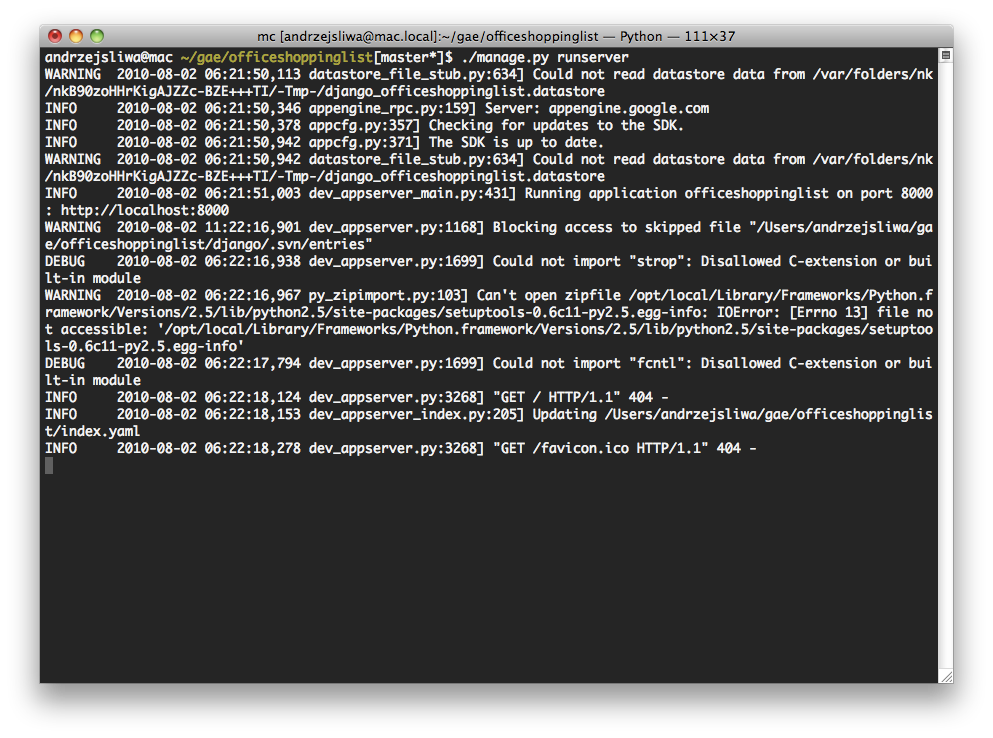 mc [andrzejsliwa@mac.local]:~/gae/officeshoppinglist — Python — 111×37
andrzejsliwa@mac ~/gae/officeshoppinglist[master*]$ ./manage.py runserver
WARNING  2010-08-02 06:21:50,113 datastore_file_stub.py:634] Could not read datastore data from /var/folders/nk
/nkB90zoHHrKigAJZZc-BZE+++TI/-Tmp-/django_officeshoppinglist.datastore
INFO     2010-08-02 06:21:50,346 appengine_rpc.py:159] Server: appengine.google.com
INFO     2010-08-02 06:21:50,378 appcfg.py:357] Checking for updates to the SDK.
INFO     2010-08-02 06:21:50,942 appcfg.py:371] The SDK is up to date.
WARNING  2010-08-02 06:21:50,942 datastore_file_stub.py:634] Could not read datastore data from /var/folders/nk
/nkB90zoHHrKigAJZZc-BZE+++TI/-Tmp-/django_officeshoppinglist.datastore
INFO     2010-08-02 06:21:51,003 dev_appserver_main.py:431] Running application officeshoppinglist on port 8000
: http://localhost:8000
WARNING  2010-08-02 11:22:16,901 dev_appserver.py:1168] Blocking access to skipped file "/Users/andrzejsliwa/ga
e/officeshoppinglist/django/.svn/entries"
DEBUG    2010-08-02 06:22:16,938 dev_appserver.py:1699] Could not import "strop": Disallowed C-extension or bui
lt-in module
WARNING  2010-08-02 06:22:16,967 py_zipimport.py:103] Can't open zipfile /opt/local/Library/Frameworks/Python.f
ramework/Versions/2.5/lib/python2.5/site-packages/setuptools-0.6c11-py2.5.egg-info: IOError: [Errno 13] file no
t accessible: '/opt/local/Library/Frameworks/Python.framework/Versions/2.5/lib/python2.5/site-packages/setuptoo
ls-0.6c11-py2.5.egg-info'
DEBUG    2010-08-02 06:22:17,794 dev_appserver.py:1699] Could not import "fcntl": Disallowed C-extension or bui
lt-in module
INFO     2010-08-02 06:22:18,124 dev_appserver.py:3268] "GET / HTTP/1.1" 404 -
INFO     2010-08-02 06:22:18,153 dev_appserver_index.py:205] Updating /Users/andrzejsliwa/gae/officeshoppinglis
t/index.yaml
INFO     2010-08-02 06:22:18,278 dev_appserver.py:3268] "GET /favicon.ico HTTP/1.1" 404 -